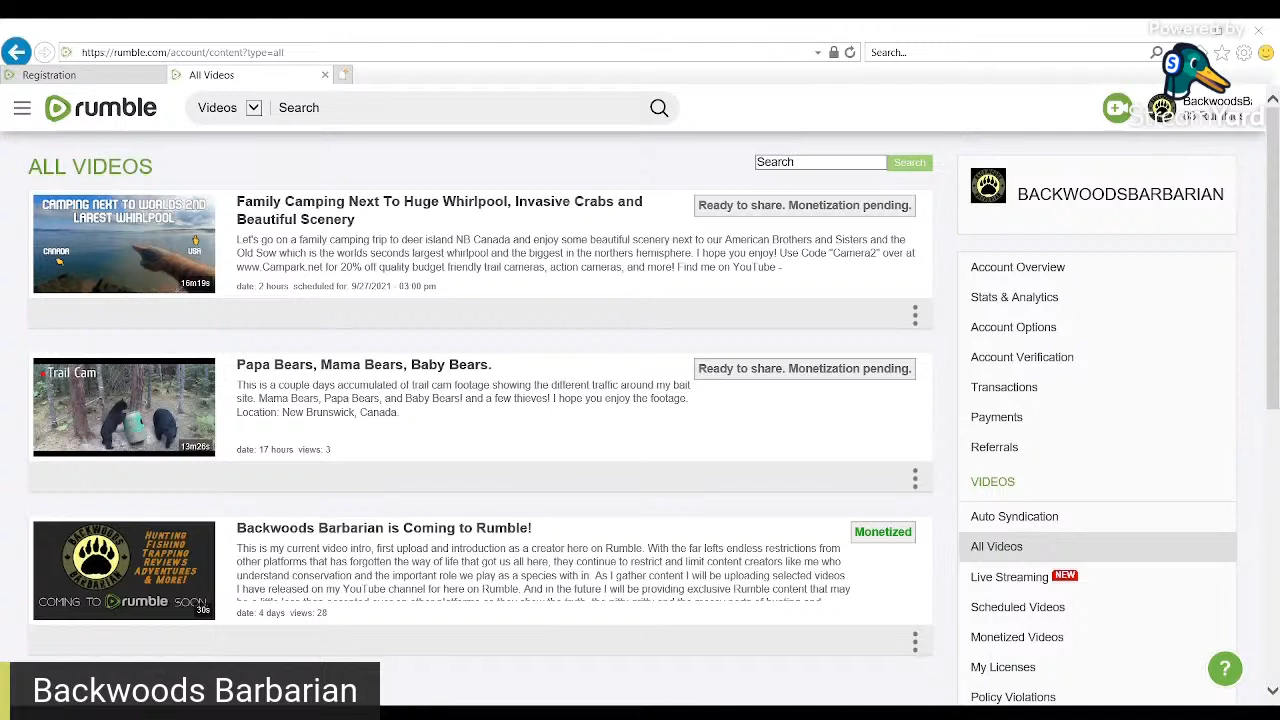 Powered by
https://rumble.com/account/content?type=all
Search...
Registration
All Videos
rumble
Videos
Search
BackwoodsBa
StreamYard
ALL VIDEOS
Search
Search
CAMPING NEXT TO WORLDS 2ND
LAREST WHIRLPOOL
CANADA
USA
16m19s
Family Camping Next To Huge Whirlpool, Invasive Crabs and
Beautiful Scenery
Ready to share. Monetization pending.
Let's go on a family camping trip to deer island NB Canada and enjoy some beautiful scenery next to our American Brothers and Sisters and the
Old Sow which is the worlds seconds largest whirlpool and the biggest in the northers hemisphere. I hope you enjoy! Use Code "Camera2" over at
www.Campark.net for 20% off quality budget friendly trail cameras, action cameras, and more! Find me on YouTube -
date: 2 hours scheduled for: 9/27/2021 - 03:00 pm
Trail Cam
13m26s
Papa Bears, Mama Bears, Baby Bears.
Ready to share. Monetization pending.
This is a couple days accumulated of trail cam footage showing the different traffic around my bait
site. Mama Bears, Papa Bears, and Baby Bears! and a few thieves! I hope you enjoy the footage.
Location: New Brunswick, Canada.
date: 17 hours views: 3
BACKWOODS
BARBARIAN
HUNTING
FISHING
TRAPPING
REVIEWS
ADVENTURES
& MORE!
COMING TO rumble SOON
30s
Backwoods Barbarian is Coming to Rumble!
Monetized
This is my current video intro, first upload and introduction as a creator here on Rumble. With the far lefts endless restrictions from
other platforms that has forgotten the way of life that got us all here, they continue to restrict and limit content creators like me who
understand conservation and the important role we play as a species with in. As I gather content I will be uploading selected videos
I have released on my YouTube channel for here on Rumble. And in the future I will be providing exclusive Rumble content that may
date: 4 days views: 28
BACKWOODSBARBARIAN
Account Overview
Stats & Analytics
Account Options
Account Verification
Transactions
Payments
Referrals
VIDEOS
Auto Syndication
All Videos
Live Streaming NEW
Scheduled Videos
Monetized Videos
My Licenses
Policy Violations
?
Backwoods Barbarian